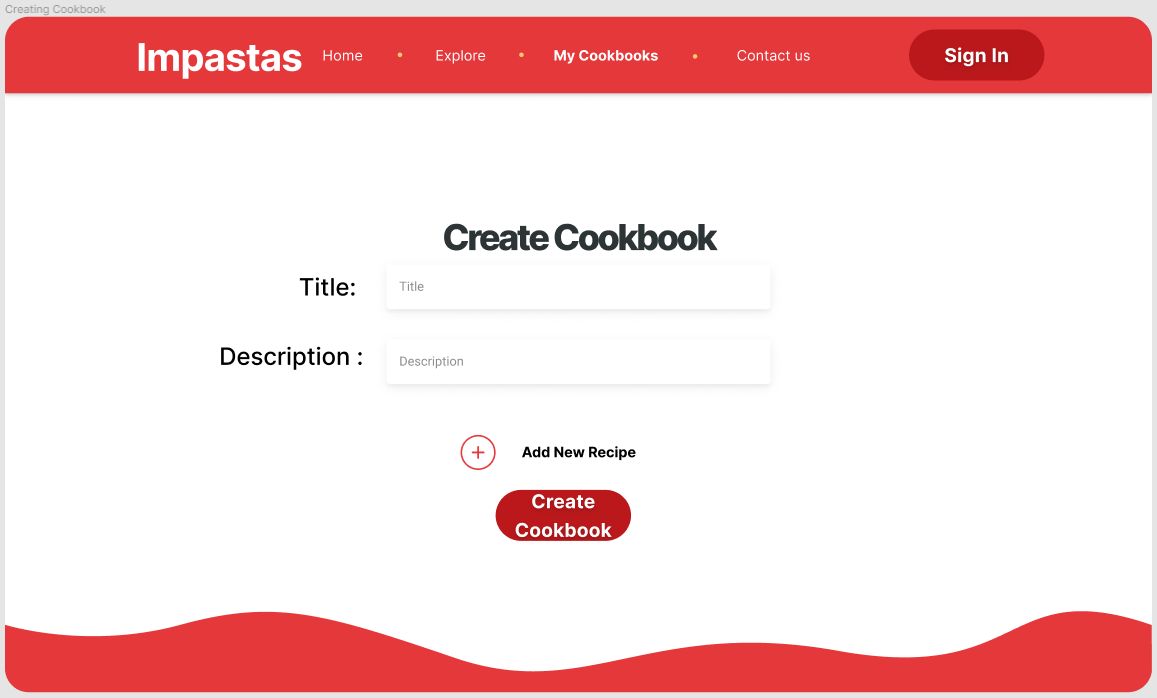 Creating Cookbook
Impastas Home • Explore • My Cookbooks • Contact us Sign In
Create Cookbook
Title: Title
Description : Description
+ Add New Recipe
Create
Cookbook